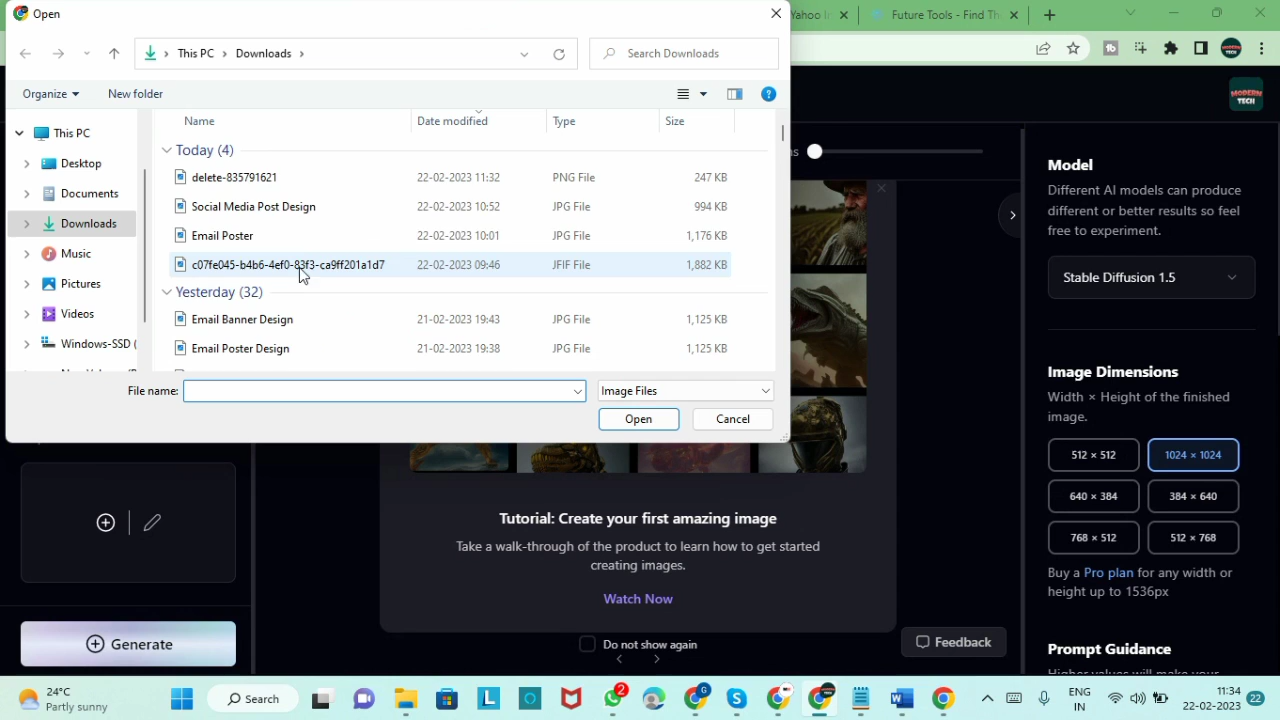 Open
Yahoo
Future Tools - Find Th
This PC
Downloads
Search Downloads
Organize
New folder
Name
Date modified
Type
Size
This PC
Desktop
Documents
Downloads
Music
Pictures
Videos
Windows-SSD (
Today (4)
delete-835791621 22-02-2023 11:32 PNG File 247 KB
Social Media Post Design 22-02-2023 10:52 JPG File 994 KB
Email Poster 22-02-2023 10:01 JPG File 1,176 KB
c07fe045-b4b6-4ef0-83f3-ca9ff201a1d7 22-02-2023 09:46 JFIF File 1,882 KB
Yesterday (32)
Email Banner Design 21-02-2023 19:43 JPG File 1,125 KB
Email Poster Design 21-02-2023 19:38 JPG File 1,125 KB
File name:
Image Files
Open
Cancel
MODERN
TECH
ns
Model
Different AI models can produce
different or better results so feel
free to experiment.
Stable Diffusion 1.5
Image Dimensions
Width × Height of the finished
image.
512 × 512
1024 × 1024
640 × 384
384 × 640
768 × 512
512 × 768
Buy a Pro plan for any width or
height up to 1536px
Prompt Guidance
Tutorial: Create your first amazing image
Take a walk-through of the product to learn how to get started
creating images.
Watch Now
Do not show again
Feedback
Generate
24°C
Partly sunny
Search
2
ENG
IN
11:34
22-02-2023
22